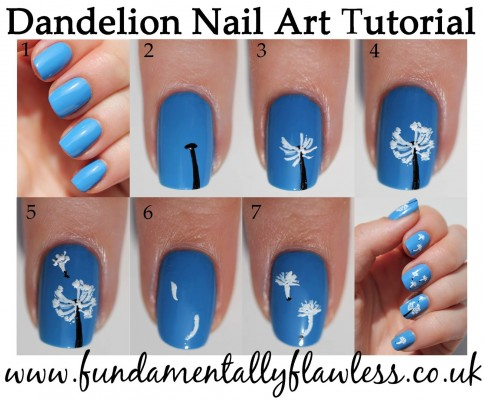 Dandelion Nail Art Tutorial
1 2 3 4
5 6 7
www.fundamentallyflawless.co.uk